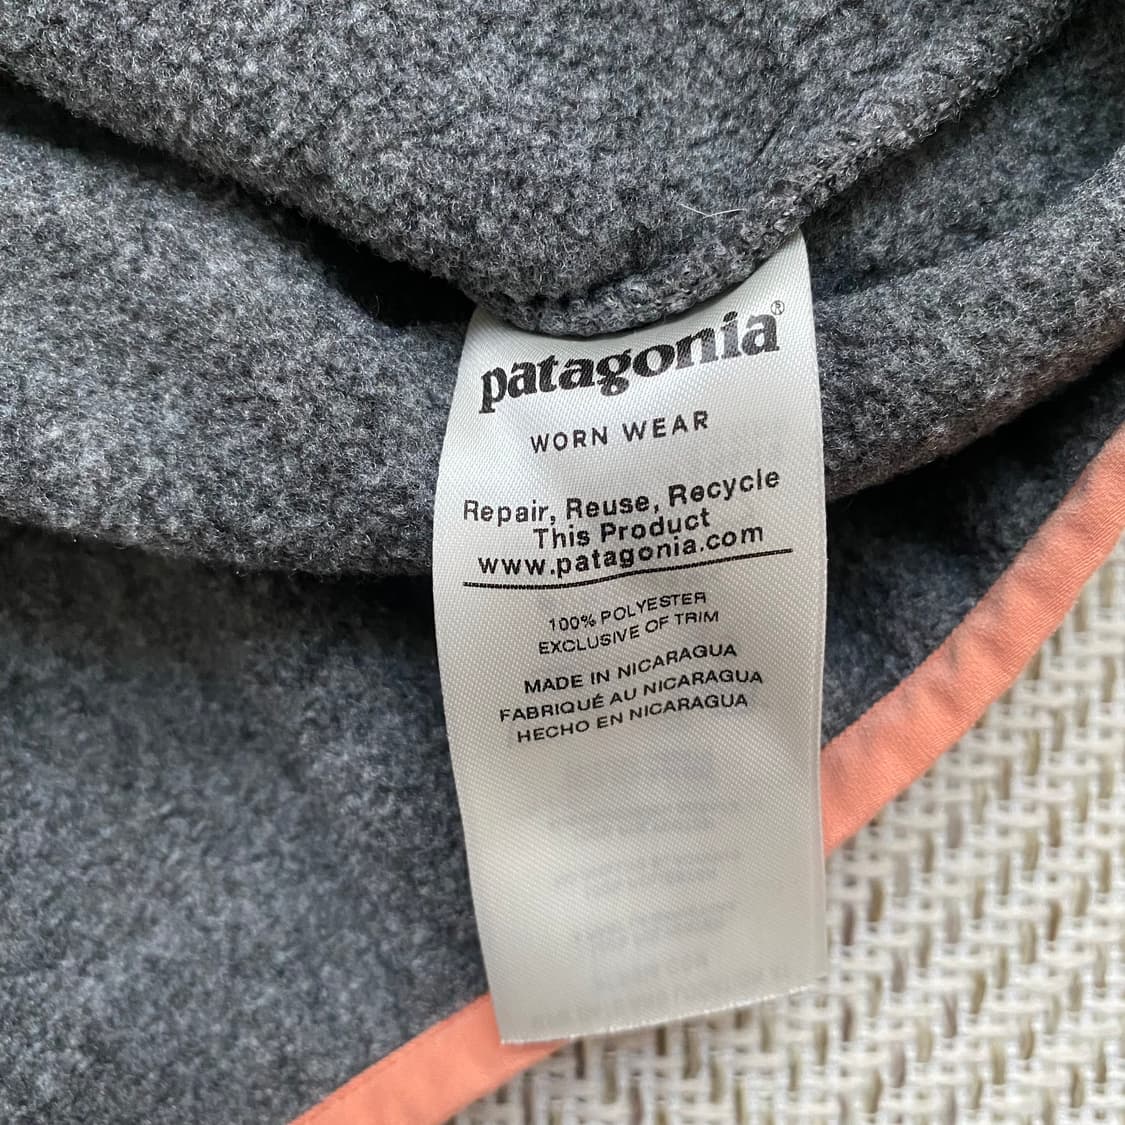 patagonia®
WORN WEAR
Repair, Reuse, Recycle
This Product
www.patagonia.com
100% POLYESTER
EXCLUSIVE OF TRIM
MADE IN NICARAGUA
FABRIQUÉ AU NICARAGUA
HECHO EN NICARAGUA